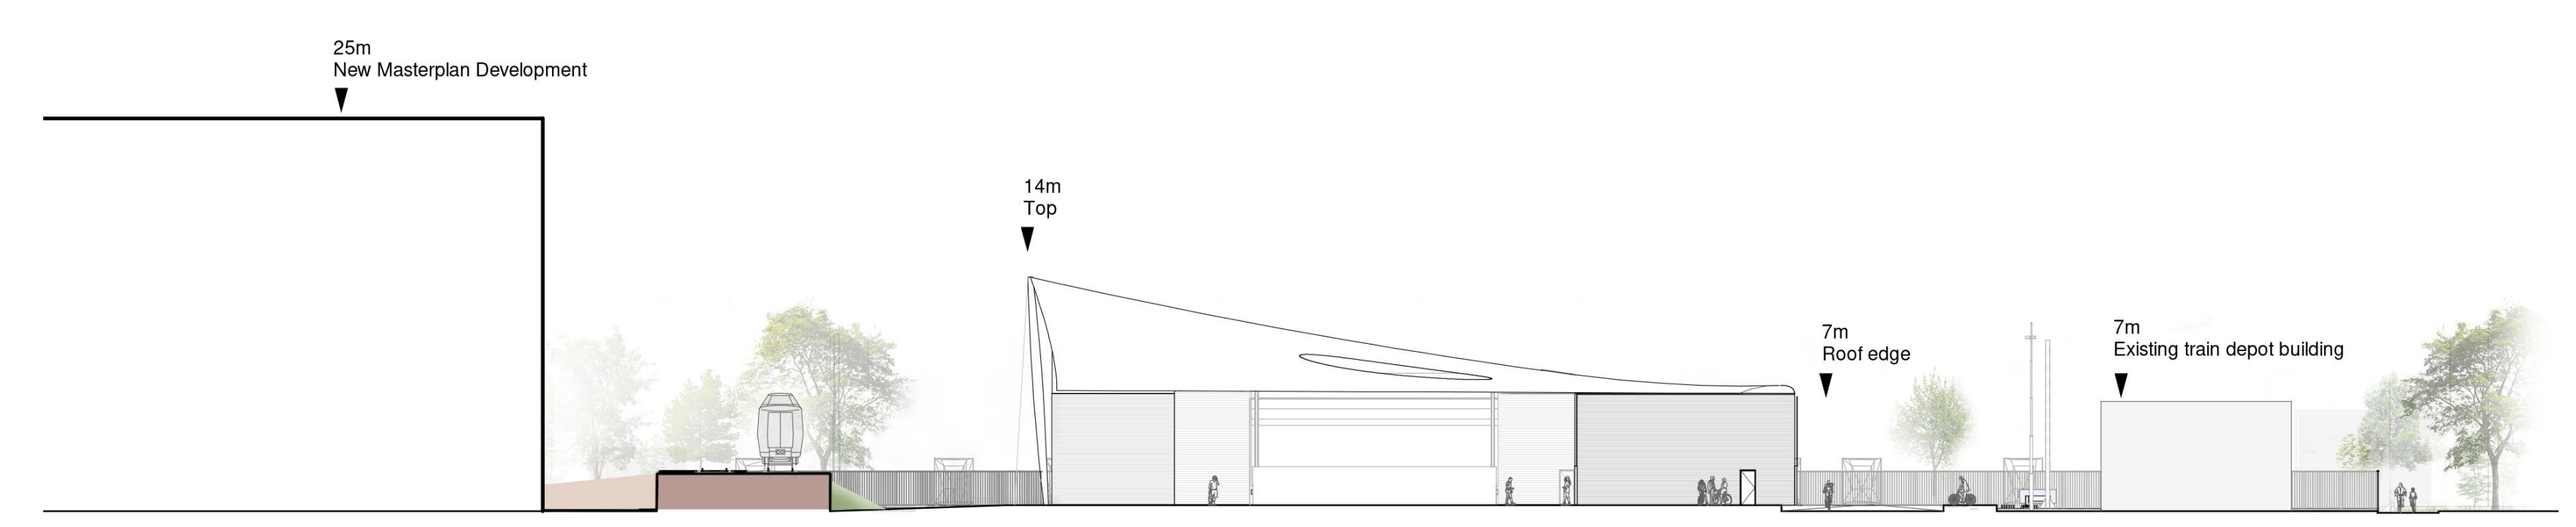 25m
New Masterplan Development
14m
Top
7m
Roof edge
7m
Existing train depot building